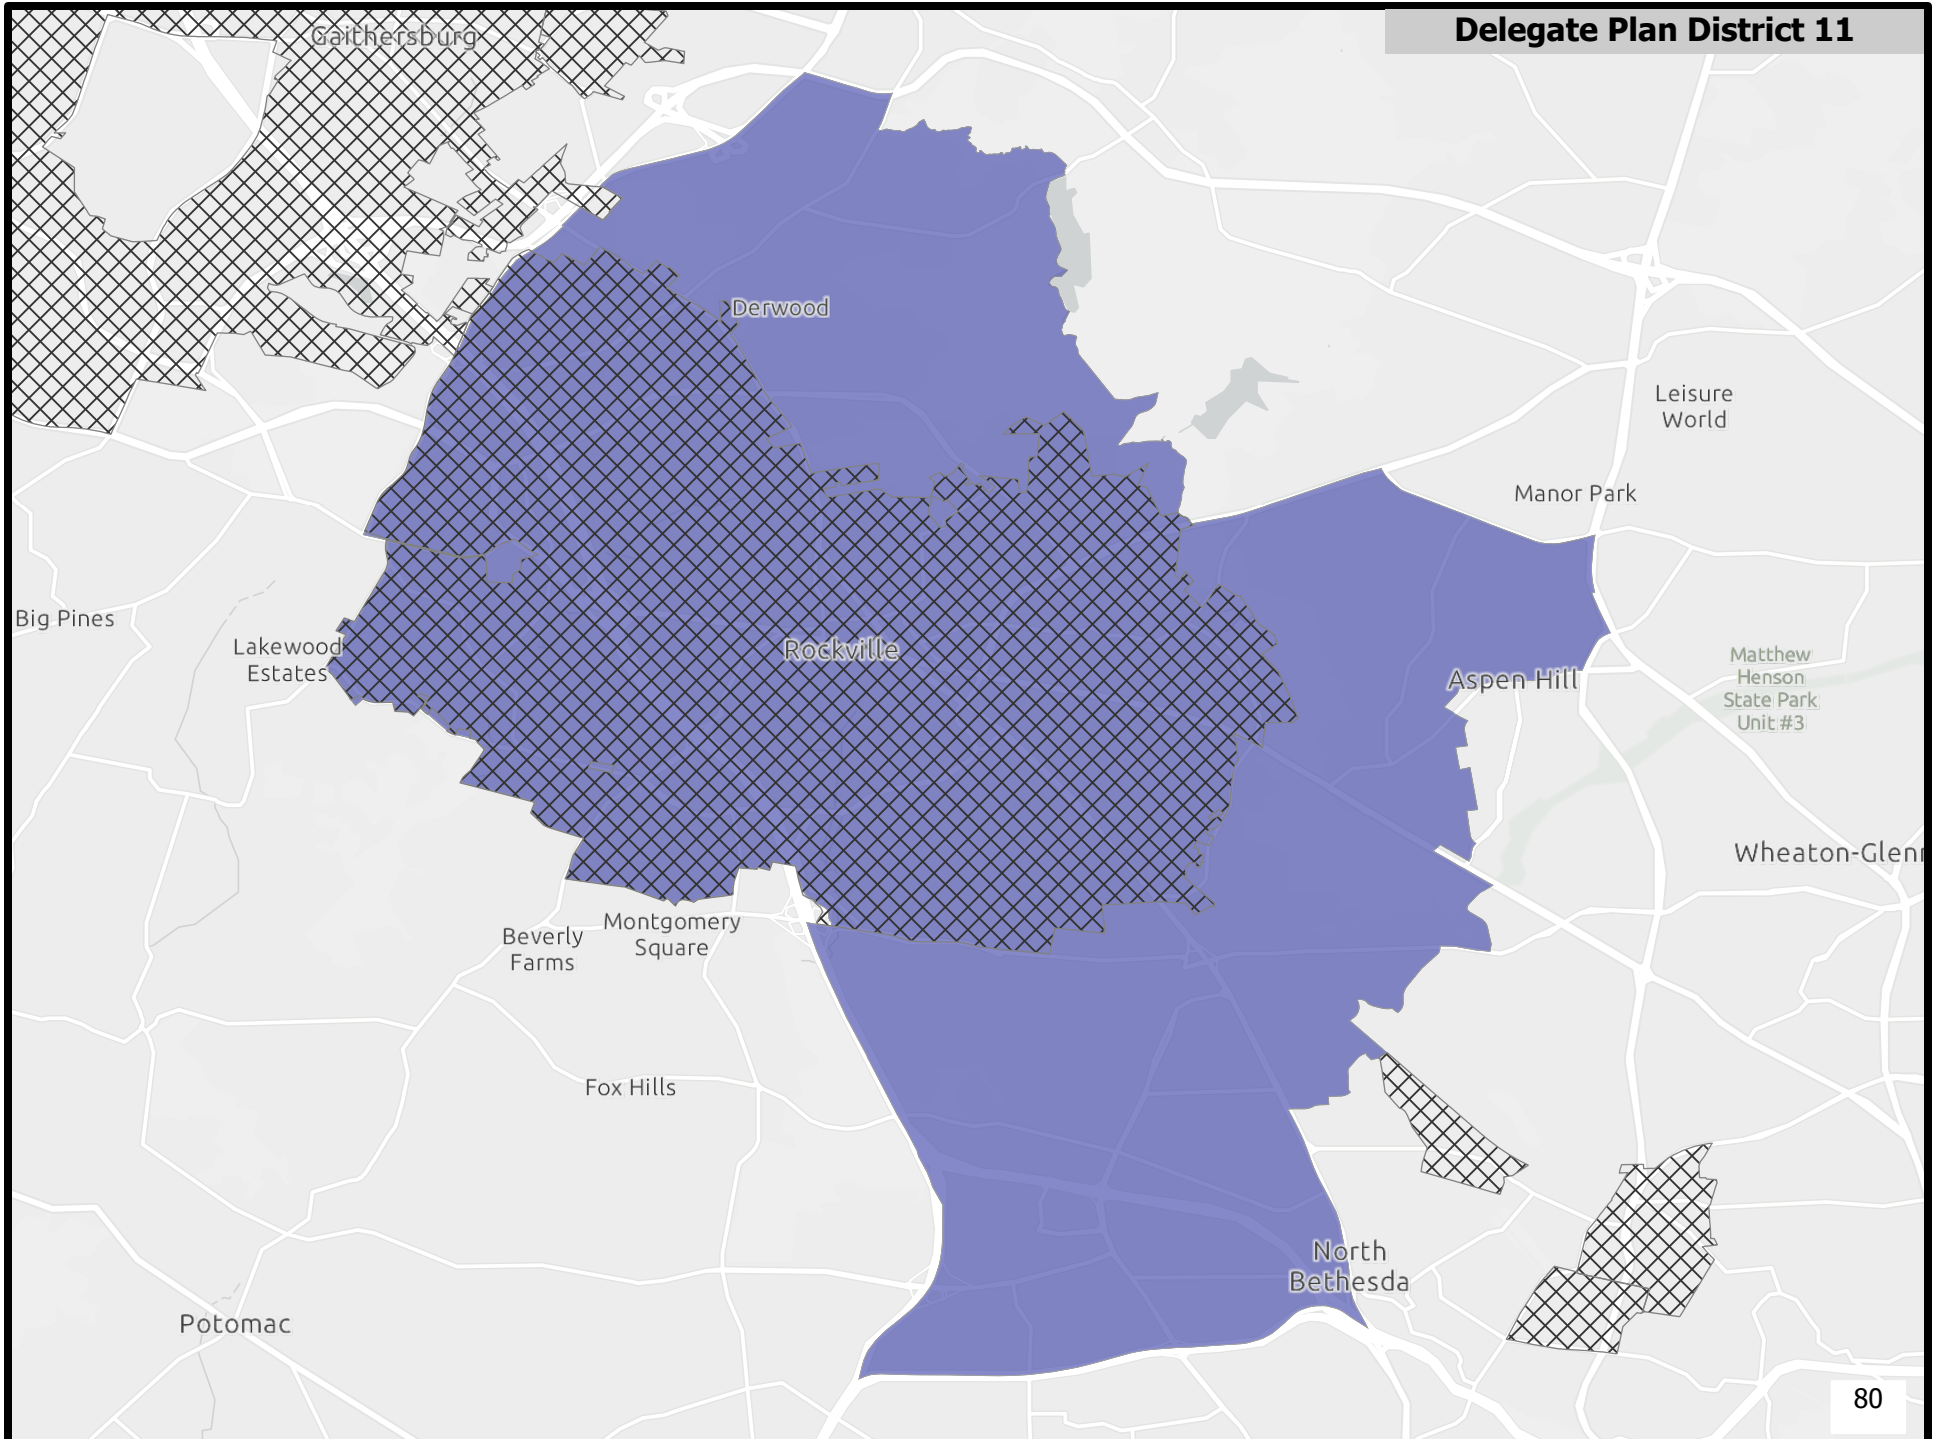 Delegate Plan District 11
Gaithersburg
Derwood
Leisure
World
Manor Park
Big Pines
Lakewood
Estates
Rockville
Aspen Hill
Matthew
Henson
State Park
Unit #3
Wheaton-Glenn
Beverly
Farms
Montgomery
Square
Fox Hills
North
Bethesda
Potomac
80